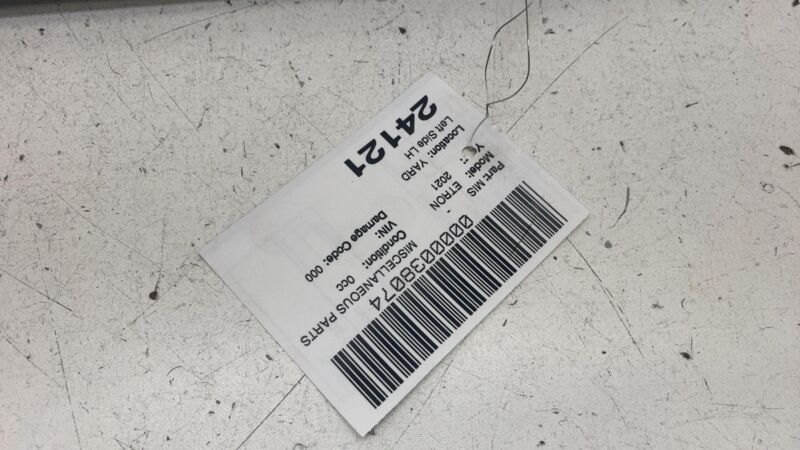 0000038074
Part: MIS - MISCELLANEOUS PARTS
Model: ETRON Condition: 0cc
2021 VIN:
Location: YARD Damage Code: 000
Left Side LH
24121